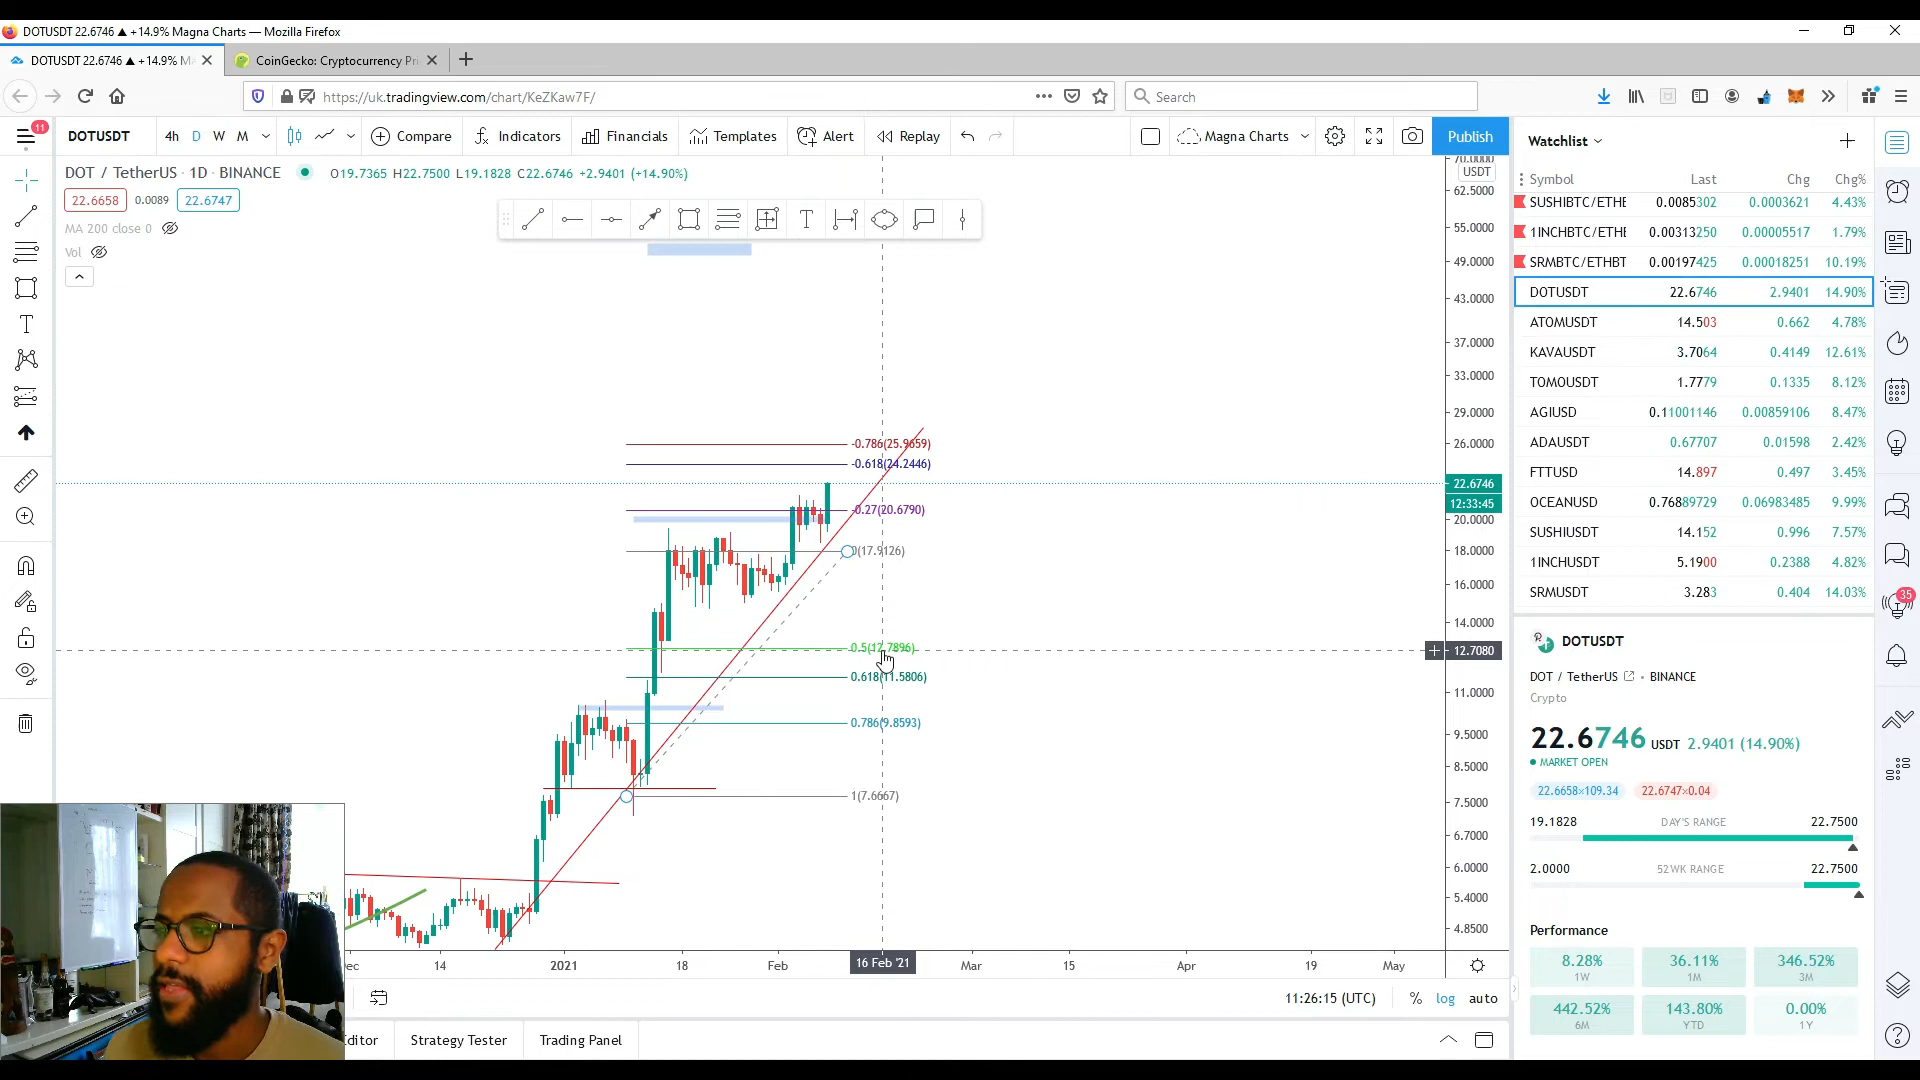 DOTUSDT 22.6746 ▲ +14.9% Magna Charts — Mozilla Firefox
DOTUSDT 22.6746 ▲ +14.9% M
CoinGecko: Cryptocurrency Pri
https://uk.tradingview.com/chart/KeZKaw7F/
Search
11
DOTUSDT
4h D W M
Compare
Indicators
Financials
Templates
Alert
Replay
Magna Charts
Publish
DOT / TetherUS · 1D · BINANCE
O19.7365 H22.7500 L19.1828 C22.6746 +2.9401 (+14.90%)
22.6658 0.0089 22.6747
MA 200 close 0
Vol
70.0000
USDT
62.5000
55.0000
49.0000
43.0000
37.0000
33.0000
29.0000
26.0000
22.6746
12:33:45
20.0000
18.0000
16.0000
14.0000
12.7080
11.0000
9.5000
8.5000
7.5000
6.7000
6.0000
5.4000
4.8500
-0.786(25.9659)
-0.618(24.2446)
-0.27(20.6790)
0(17.9126)
0.5(12.7896)
0.618(11.5806)
0.786(9.8593)
1(7.6667)
14 2021 18 Feb 16 Feb '21 Mar 15 Apr 19 May
11:26:15 (UTC) % log auto
ditor
Strategy Tester
Trading Panel
Watchlist
Symbol Last Chg Chg%
SUSHIBTC/ETHE 0.0085302 0.0003621 4.43%
1INCHBTC/ETHE 0.00313250 0.00005517 1.79%
SRMBTC/ETHBT 0.00197425 0.00018251 10.19%
DOTUSDT 22.6746 2.9401 14.90%
ATOMUSDT 14.503 0.662 4.78%
KAVAUSDT 3.7064 0.4149 12.61%
TOMOUSDT 1.7779 0.1335 8.12%
AGIUSD 0.11001146 0.00859106 8.47%
ADAUSDT 0.67707 0.01598 2.42%
FTTUSD 14.897 0.497 3.45%
OCEANUSD 0.76889729 0.06983485 9.99%
SUSHIUSDT 14.152 0.996 7.57%
1INCHUSDT 5.1900 0.2388 4.82%
SRMUSDT 3.283 0.404 14.03%
35
DOTUSDT
DOT / TetherUS • BINANCE
Crypto
22.6746 USDT 2.9401 (14.90%)
MARKET OPEN
22.6658×109.34 22.6747×0.04
19.1828 DAY'S RANGE 22.7500
2.0000 52WK RANGE 22.7500
Performance
8.28% 36.11% 346.52%
1W 1M 3M
442.52% 143.80% 0.00%
6M YTD 1Y